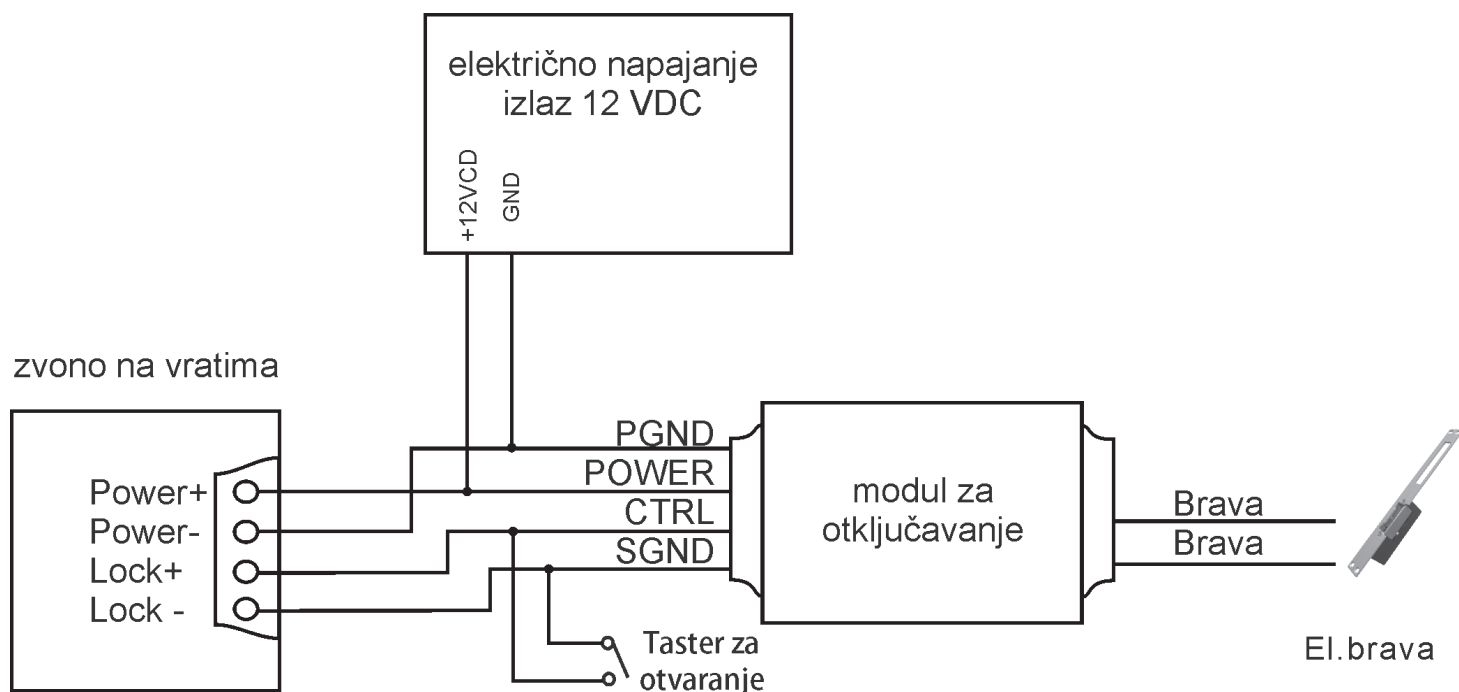 električno napajanje
izlaz 12 VDC
+12VCD
GND
zvono na vratima
Power+
Power-
Lock+
Lock -
PGND
POWER
CTRL
SGND
modul za
otključavanje
Brava
Brava
Taster za
otvaranje
El.brava